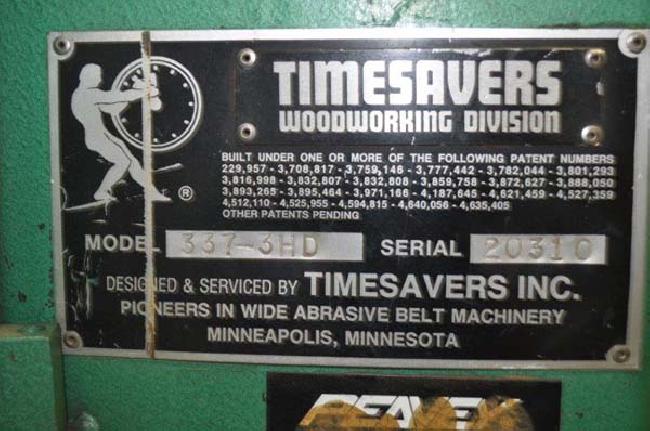 TIMESAVERS
WOODWORKING DIVISION
BUILT UNDER ONE OR MORE OF THE FOLLOWING PATENT NUMBERS
229,957 - 3,708,817 - 3,759,146 - 3,777,442 - 3,782,044 - 3,801,293
3,816,998 - 3,832,807 - 3,832,808 - 3,859,758 - 3,872,627 - 3,888,050
3,893,265 - 3,895,464 - 3,971,166 - 4,187,645 - 4,621,459 - 4,527,359
4,512,110 - 4,525,955 - 4,594,815 - 4,640,056 - 4,635,405
OTHER PATENTS PENDING
®
MODEL 337-3HD SERIAL 20310
DESIGNED & SERVICED BY TIMESAVERS INC.
PIONEERS IN WIDE ABRASIVE BELT MACHINERY
MINNEAPOLIS, MINNESOTA